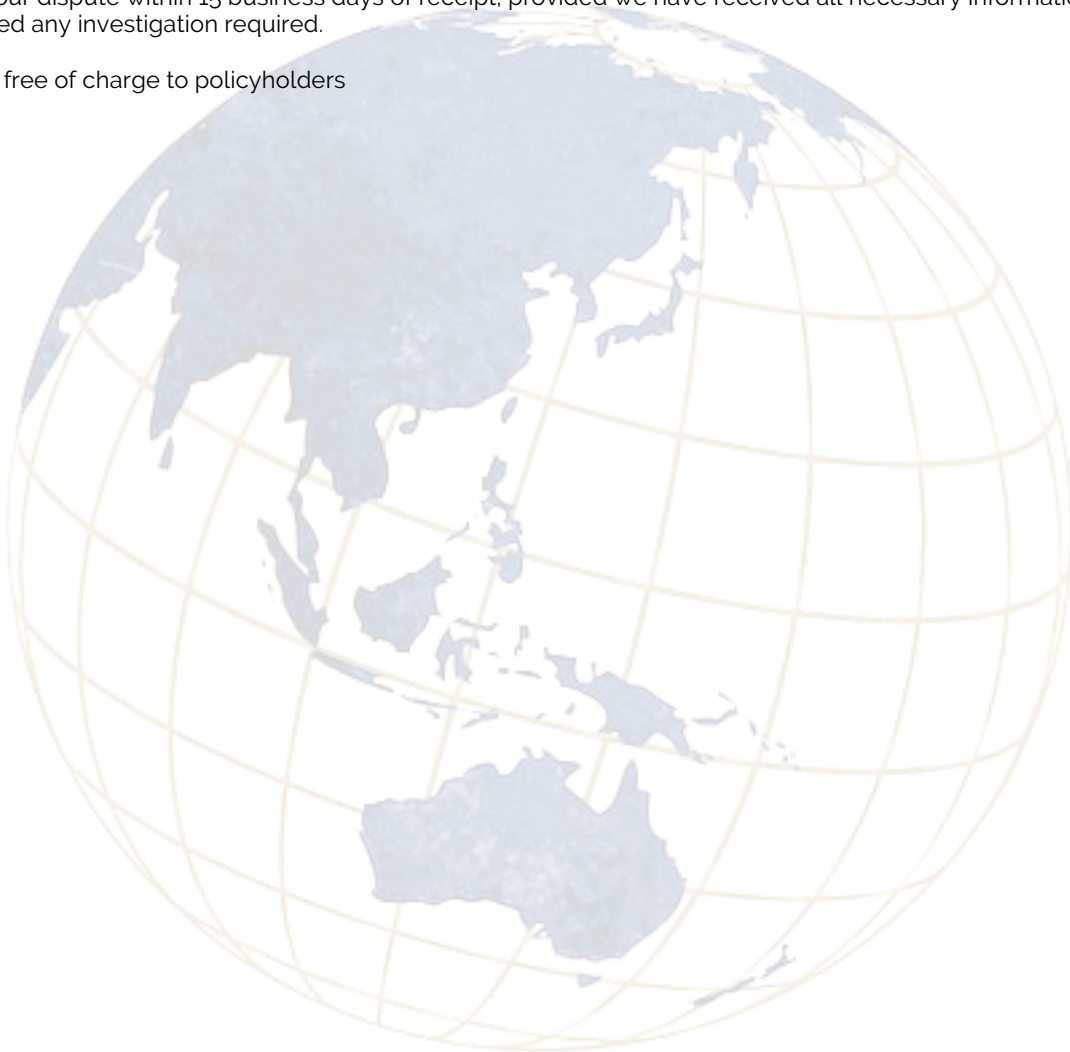 our dispute within 15 business days of receipt, provided we have received all necessary
ed any investigation required.
free of charge to policyholders